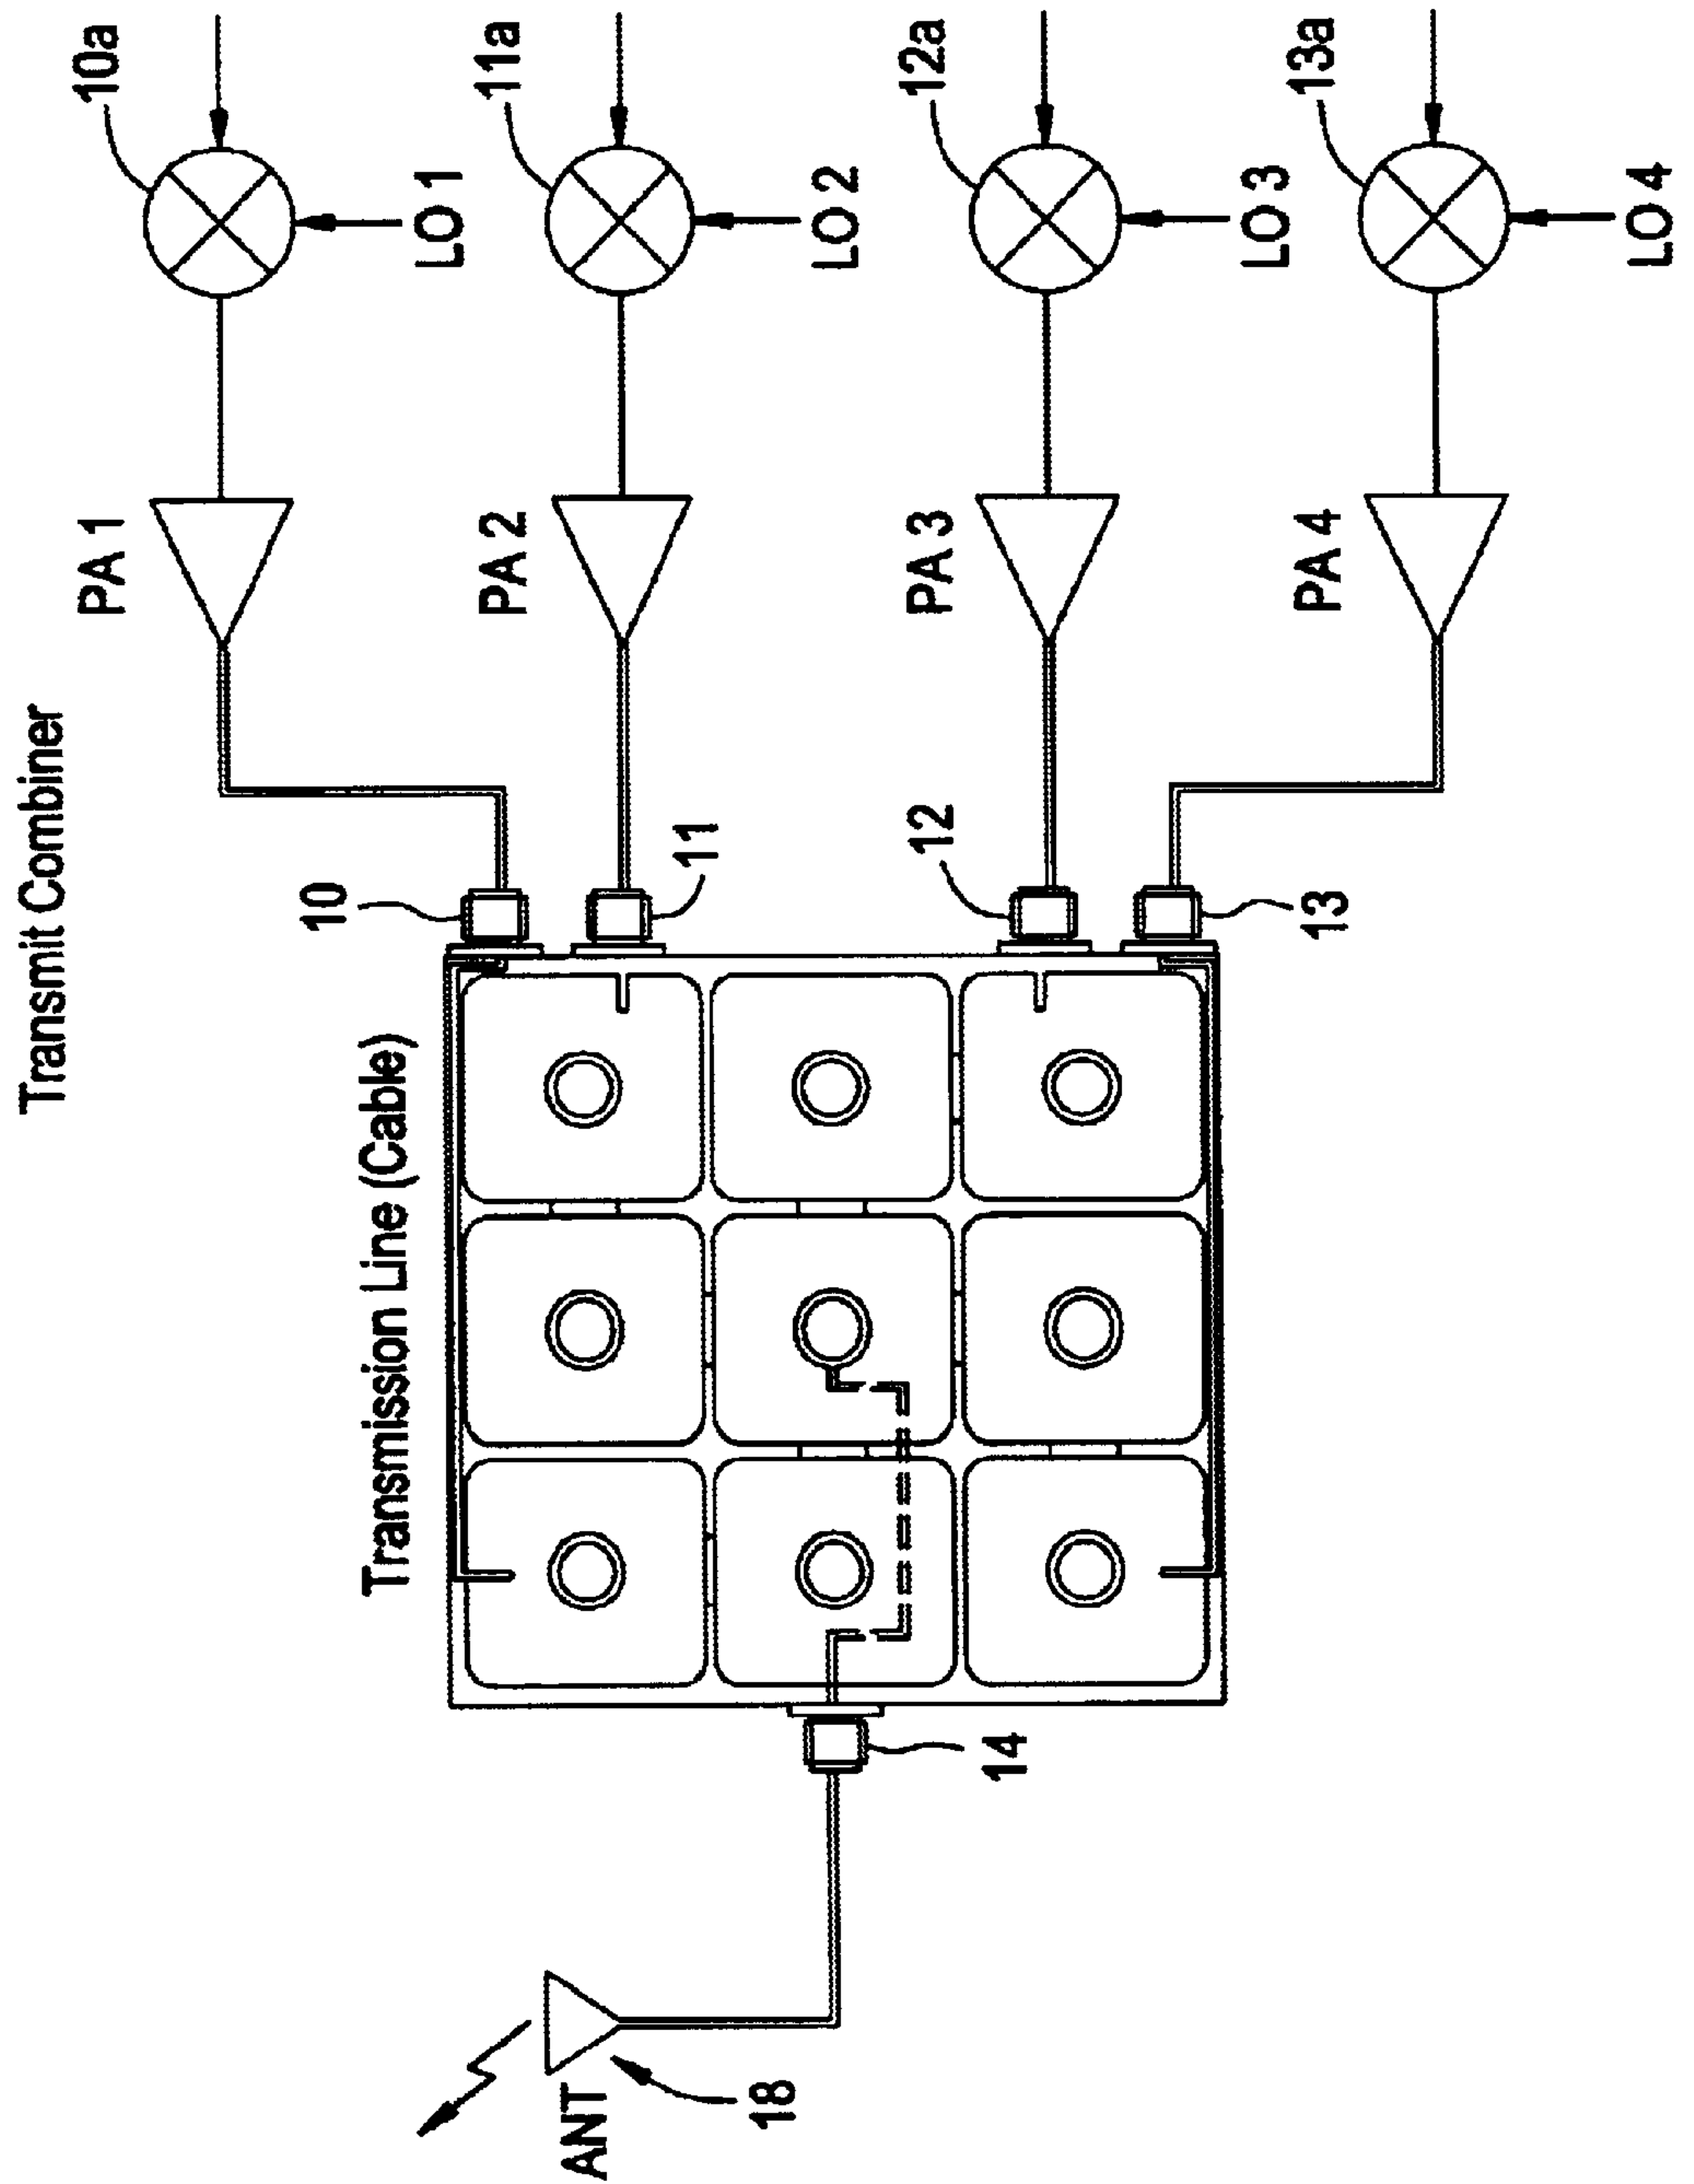 Transmit Combiner
Transmission Line (Cable)
10a
11a
12a
13a
LO 1
LO 2
LO 3
LO 4
PA 1
PA 2
PA 3
PA 4
10
11
12
13
14
ANT
18